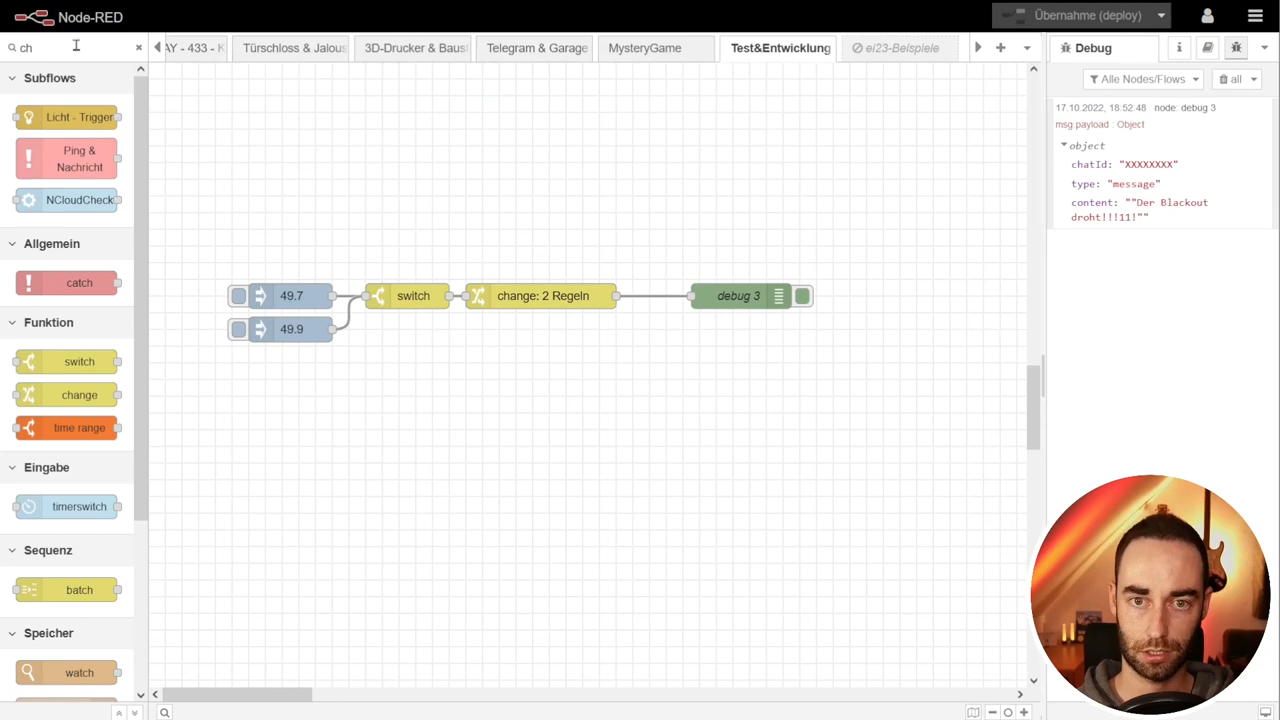 Node-RED
Übernahme (deploy)
ch
AY - 433 - K
Türschloss & Jalous
3D-Drucker & Baus
Telegram & Garage
MysteryGame
Test&Entwicklung
ei23-Beispiele
Debug
Subflows
Alle Nodes/Flows
all
Licht - Trigger
Ping &
Nachricht
NCloudCheck
17.10.2022, 18.52.48 node: debug 3
msg.payload : Object
object
chatId: "XXXXXXXX"
type: "message"
content: ""Der Blackout
droht!!!11!""
Allgemein
catch
Funktion
switch
change
time range
49.7
switch
change: 2 Regeln
debug 3
49.9
Eingabe
timerswitch
Sequenz
batch
Speicher
watch